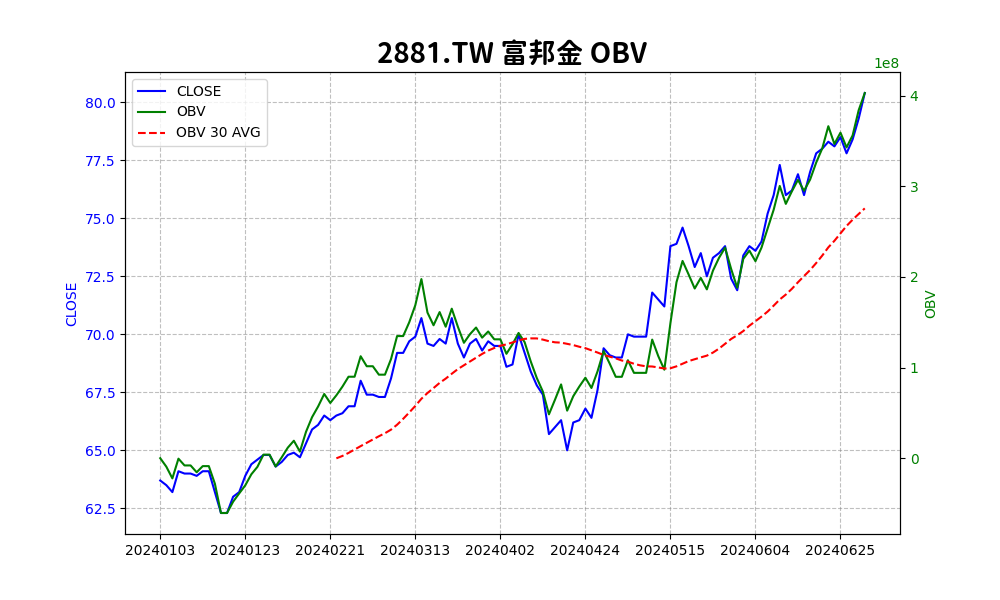 2881.TW 富邦金 OBV
1e8
CLOSE
OBV
OBV 30 AVG
80.0
77.5
75.0
72.5
70.0
67.5
65.0
62.5
CLOSE
4
3
2
1
0
OBV
20240103 20240123 20240221 20240313 20240402 20240424 20240515 20240604 20240625